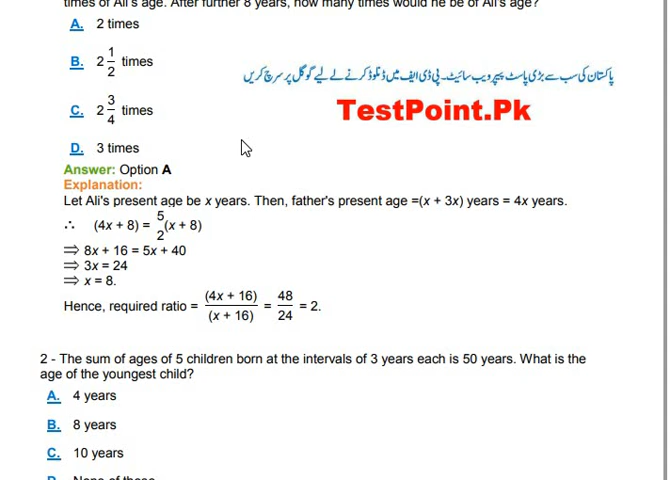 times of Ali's age. After further 8 years, how many times would he be of Ali's age?
A. 2 times
B. 2 1/2 times
پاکستان کی سب سے بڑی پاسٹ پیپر ویب سائیٹ۔ پی ڈی ایف میں ڈنلوڈ کرنے لے لیے گوگل پر سرچ کریں
C. 2 3/4 times
TestPoint.Pk
D. 3 times
Answer: Option A
Explanation:
Let Ali's present age be x years. Then, father's present age =(x + 3x) years = 4x years.
∴ (4x + 8) = 5/2 (x + 8)
⇒ 8x + 16 = 5x + 40
⇒ 3x = 24
⇒ x = 8.
Hence, required ratio = (4x + 16)/(x + 16) = 48/24 = 2.
2 - The sum of ages of 5 children born at the intervals of 3 years each is 50 years. What is the
age of the youngest child?
A. 4 years
B. 8 years
C. 10 years
D. None of these